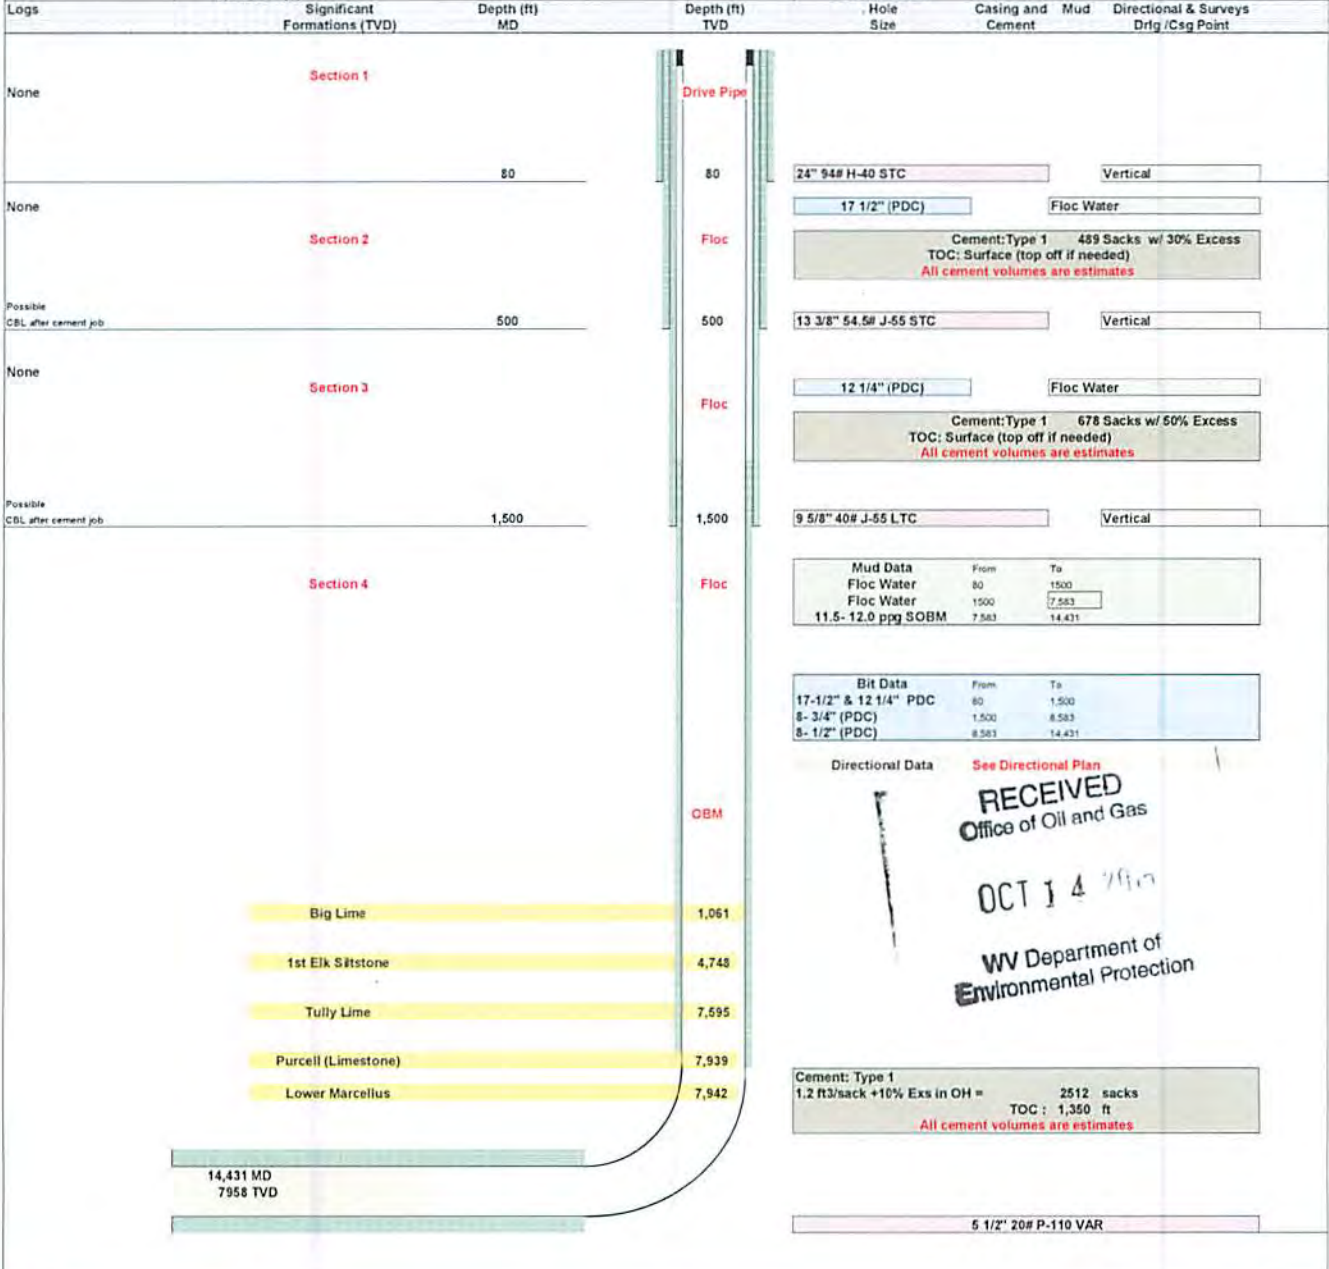 Logs Significant Formations (TVD) Depth (ft) MD Depth (ft) TVD Hole Size Casing and Cement Mud Directional & Surveys Drlg /Csg Point
Section 1
None
Drive Pipe
80 80 24" 94# H-40 STC Vertical
None 17 1/2" (PDC) Floc Water
Section 2 Floc
Cement:Type 1 489 Sacks w/ 30% Excess
TOC: Surface (top off if needed)
All cement volumes are estimates
Possible
CBL after cement job 500 500 13 3/8" 54.5# J-55 STC Vertical
None
Section 3 12 1/4" (PDC) Floc Water
Floc
Cement:Type 1 678 Sacks w/ 50% Excess
TOC: Surface (top off if needed)
All cement volumes are estimates
Possible
CBL after cement job 1,500 1,500 9 5/8" 40# J-55 LTC Vertical
Section 4 Floc
Mud Data From To
Floc Water 80 1500
Floc Water 1500 7,583
11.5- 12.0 ppg SOBM 7,583 14,431
Bit Data From To
17-1/2" & 12 1/4" PDC 80 1,500
8- 3/4" (PDC) 1,500 8,583
8- 1/2" (PDC) 8,583 14,431
Directional Data See Directional Plan
OBM
RECEIVED
Office of Oil and Gas
OCT 14
WV Department of
Environmental Protection
Big Lime 1,061
1st Elk Siltstone 4,748
Tully Lime 7,595
Purcell (Limestone) 7,939
Lower Marcellus 7,942
Cement: Type 1
1.2 ft3/sack +10% Exs in OH = 2512 sacks
TOC : 1,350 ft
All cement volumes are estimates
14,431 MD
7958 TVD
5 1/2" 20# P-110 VAR